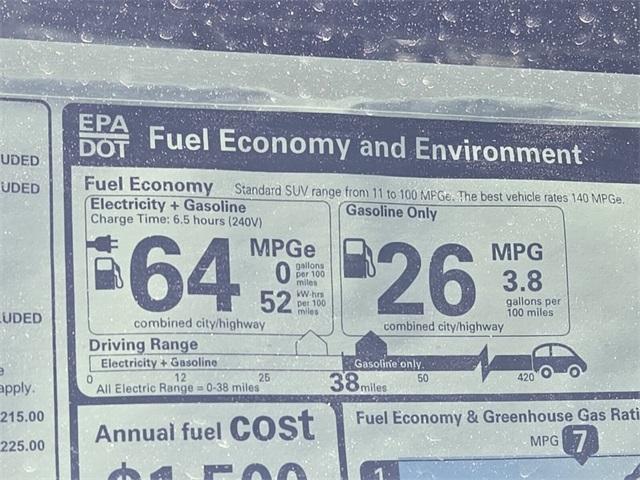 EPA
DOT
Fuel Economy and Environment
UDED
UDED
UDED
apply.
215.00
225.00
Fuel Economy
Standard SUV range from 11 to 100 MPGe. The best vehicle rates 140 MPGe.
Electricity + Gasoline
Charge Time: 6.5 hours (240V)
64
MPGe
0 gallons per 100 miles
52 kW-hrs per 100 miles
combined city/highway
Gasoline Only
26
MPG
3.8
gallons per
100 miles
combined city/highway
Driving Range
Electricity + Gasoline
Gasoline only
0 12 25 38 miles 50 420
All Electric Range = 0-38 miles
Annual fuel cost
$1,500
Fuel Economy & Greenhouse Gas Rati
MPG 7
1